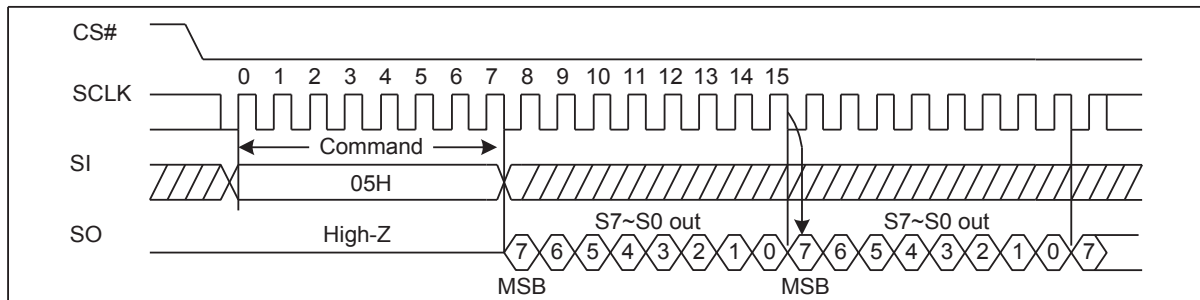 CS#
0 1 2 3 4 5 6 7 8 9 10 11 12 13 14 15
SCLK
Command
SI
05H
S7~S0 out S7~S0 out
SO High-Z
7 6 5 4 3 2 1 0 7 6 5 4 3 2 1 0 7
MSB MSB